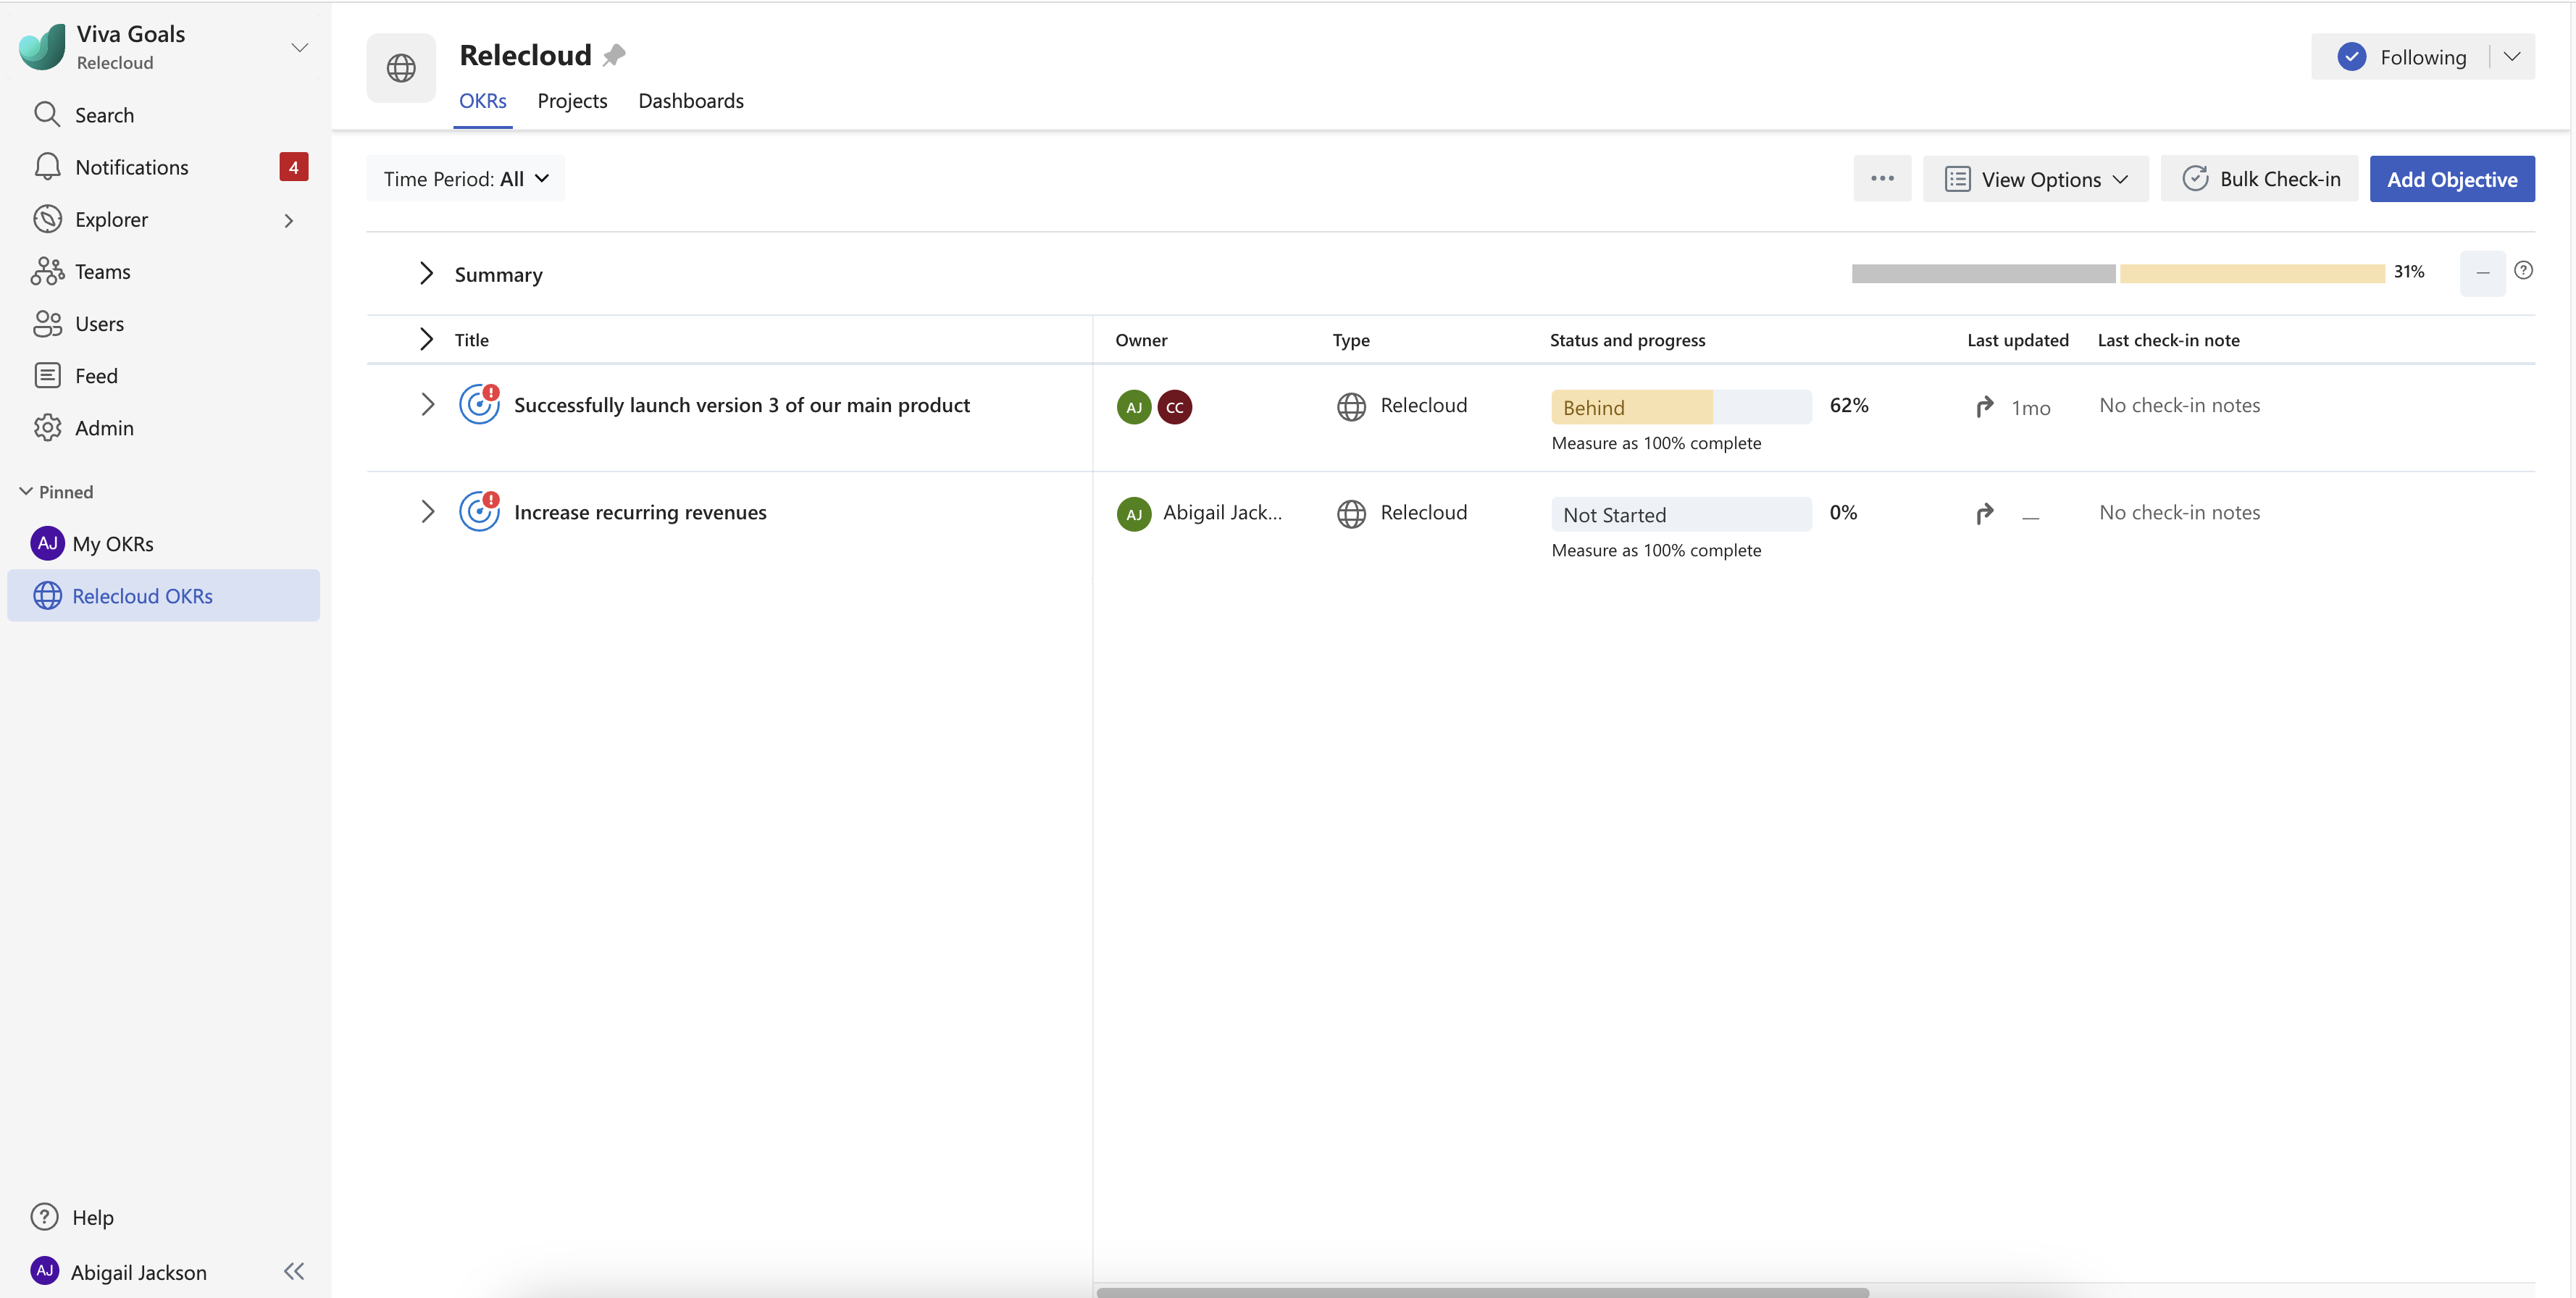 Viva Goals
Relecloud
Search
Notifications
4
Explorer
Teams
Users
Feed
Admin
Pinned
AJ My OKRs
Relecloud OKRs
Help
AJ Abigail Jackson
Relecloud
Following
OKRs Projects Dashboards
Time Period: All
View Options
Bulk Check-in
Add Objective
Summary
31%
Title Owner Type Status and progress Last updated Last check-in note
Successfully launch version 3 of our main product AJ CC Relecloud Behind 62% 1mo No check-in notes
Measure as 100% complete
Increase recurring revenues AJ Abigail Jack... Relecloud Not Started 0% — No check-in notes
Measure as 100% complete